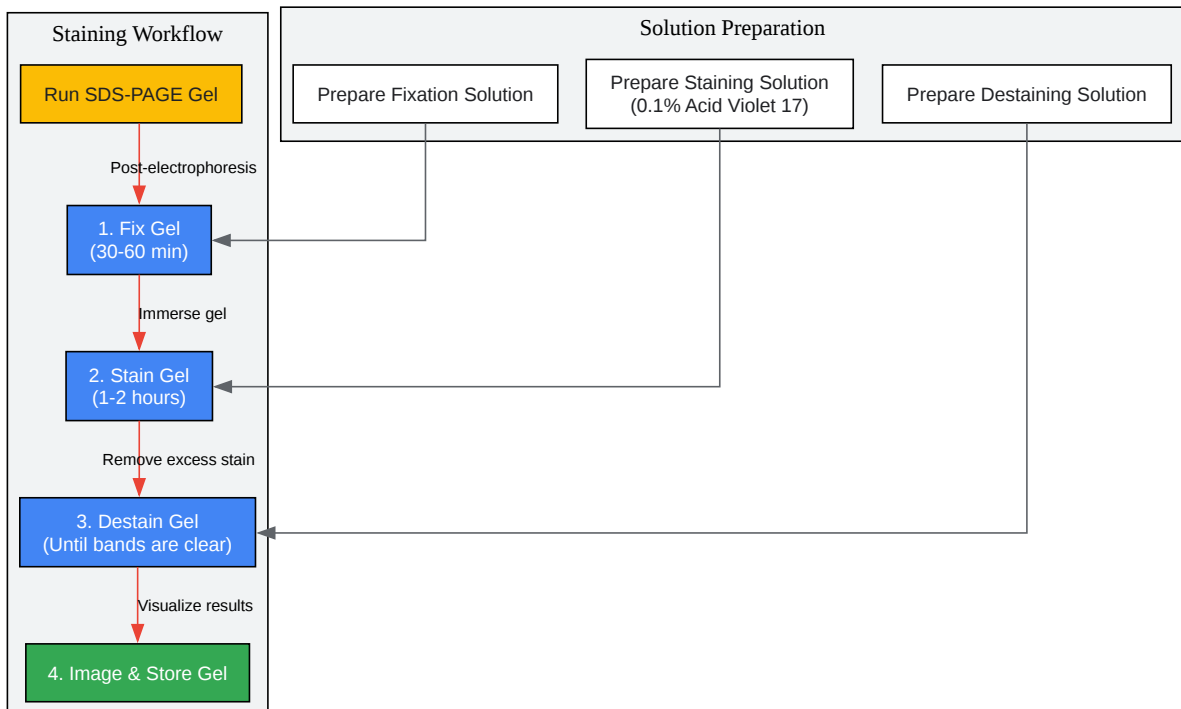 Staining Workflow
Run SDS-PAGE Gel
Post-electrophoresis
1. Fix Gel
(30-60 min)
Immerse gel
2. Stain Gel
(1-2 hours)
Remove excess stain
3. Destain Gel
(Until bands are clear)
Visualize results
4. Image & Store Gel
Solution Preparation
Prepare Fixation Solution
Prepare Staining Solution
(0.1% Acid Violet 17)
Prepare Destaining Solution